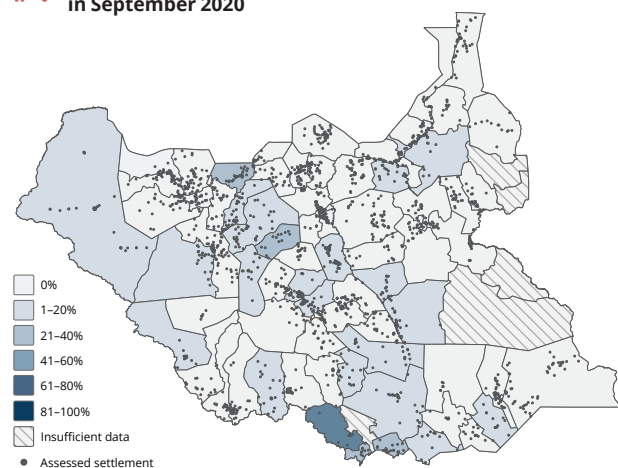 in September 2020
0%
1–20%
21–40%
41–60%
61–80%
81–100%
Insufficient data
Assessed settlement